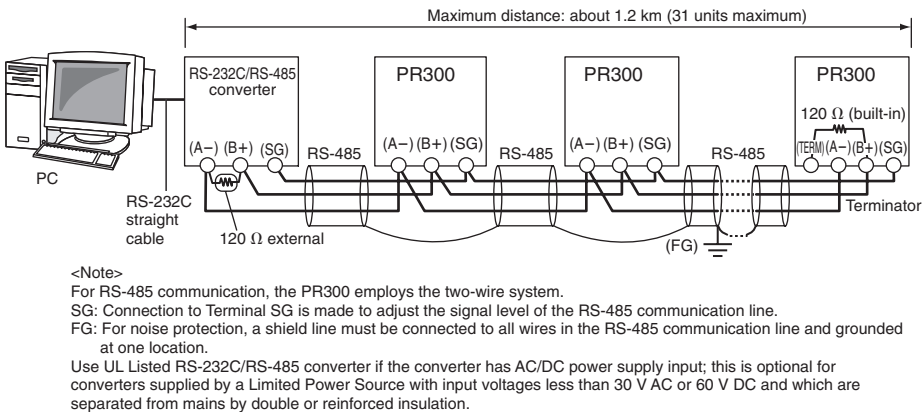 Maximum distance: about 1.2 km (31 units maximum)
RS-232C/RS-485
converter
PR300
PR300
PR300
120 Ω (built-in)
(A−) (B+) (SG)
RS-485
(A−) (B+) (SG)
RS-485
(A−) (B+) (SG)
RS-485
(TERM) (A−) (B+) (SG)
PC
RS-232C
straight
cable
120 Ω external
(FG)
Terminator
<Note>
For RS-485 communication, the PR300 employs the two-wire system.
SG: Connection to Terminal SG is made to adjust the signal level of the RS-485 communication line.
FG: For noise protection, a shield line must be connected to all wires in the RS-485 communication line and grounded
at one location.
Use UL Listed RS-232C/RS-485 converter if the converter has AC/DC power supply input; this is optional for
converters supplied by a Limited Power Source with input voltages less than 30 V AC or 60 V DC and which are
separated from mains by double or reinforced insulation.